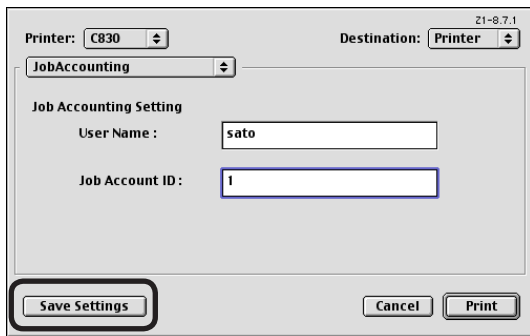 Z1-8.7.1
Printer: C830 Destination: Printer
JobAccounting
Job Accounting Setting
User Name : sato
Job Account ID : 1
Save Settings Cancel Print